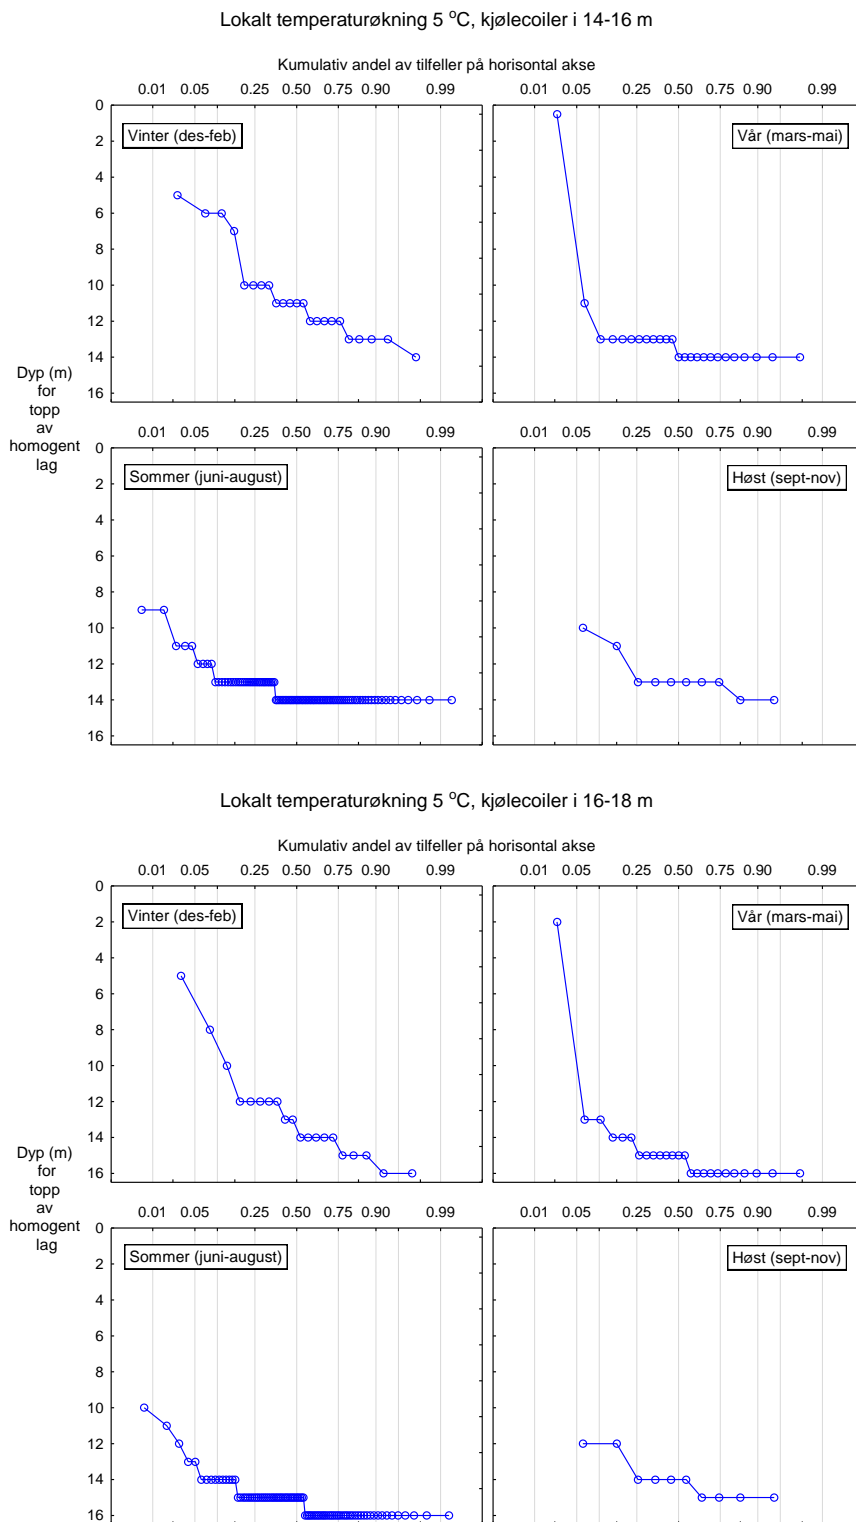 Lokalt temperaturøkning 5 °C, kjølecoiler i 14-16 m
Kumulativ andel av tilfeller på horisontal akse
0.01 0.05 0.25 0.50 0.75 0.90 0.99 0.01 0.05 0.25 0.50 0.75 0.90 0.99
0
Vinter (des-feb) Vår (mars-mai)
2
4
6
8
10
12
14
16
Dyp (m)
for
topp
av
homogent
lag
0.01 0.05 0.25 0.50 0.75 0.90 0.99 0.01 0.05 0.25 0.50 0.75 0.90 0.99
0
Sommer (juni-august) Høst (sept-nov)
2
4
6
8
10
12
14
16
Lokalt temperaturøkning 5 °C, kjølecoiler i 16-18 m
Kumulativ andel av tilfeller på horisontal akse
0.01 0.05 0.25 0.50 0.75 0.90 0.99 0.01 0.05 0.25 0.50 0.75 0.90 0.99
0
Vinter (des-feb) Vår (mars-mai)
2
4
6
8
10
12
14
16
Dyp (m)
for
topp
av
homogent
lag
0.01 0.05 0.25 0.50 0.75 0.90 0.99 0.01 0.05 0.25 0.50 0.75 0.90 0.99
0
Sommer (juni-august) Høst (sept-nov)
2
4
6
8
10
12
14
16